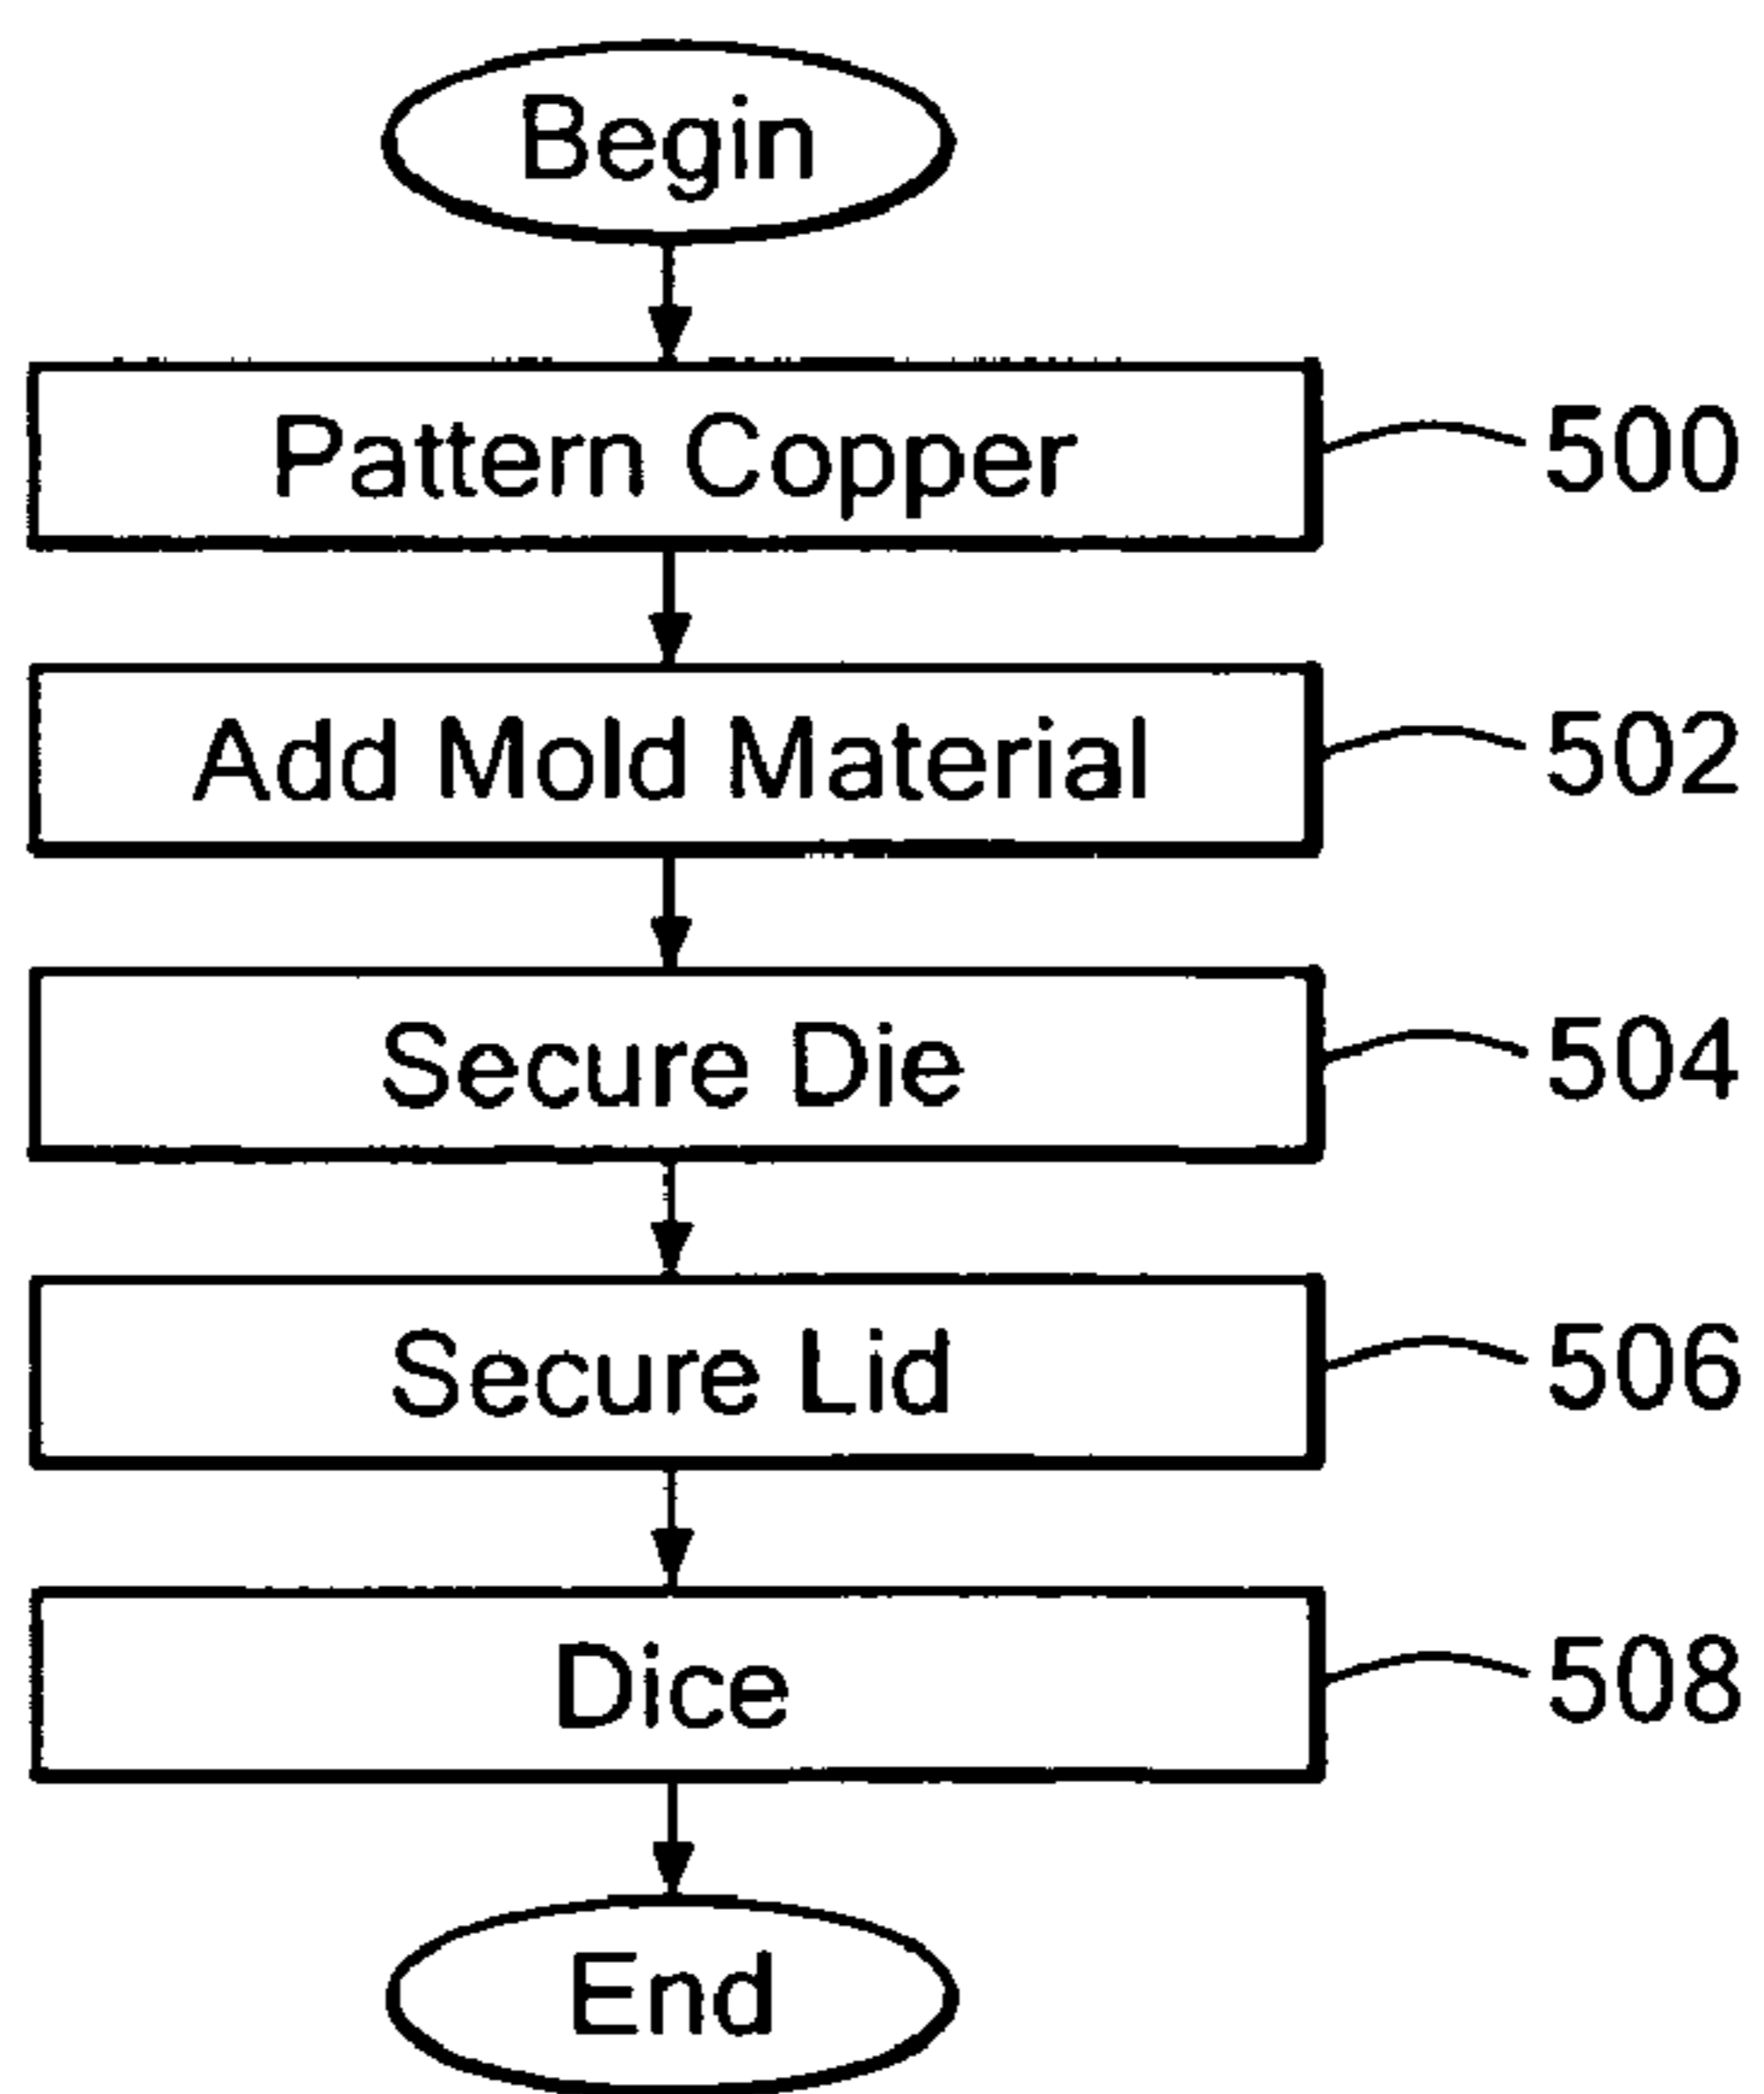 Begin
Pattern Copper 500
Add Mold Material 502
Secure Die 504
Secure Lid 506
Dice 508
End